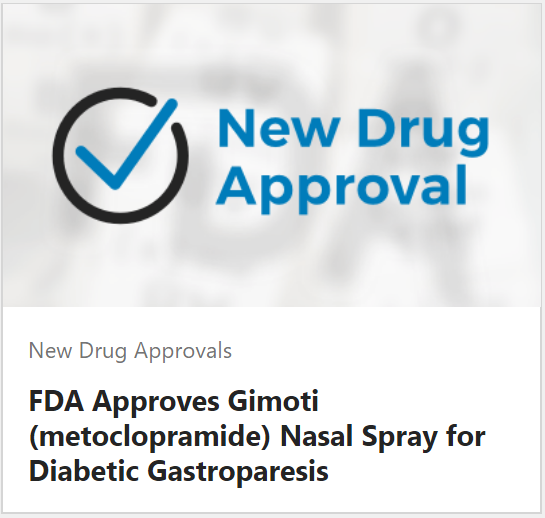 New Drug
Approval
New Drug Approvals
FDA Approves Gimoti
(metoclopramide) Nasal Spray for
Diabetic Gastroparesis